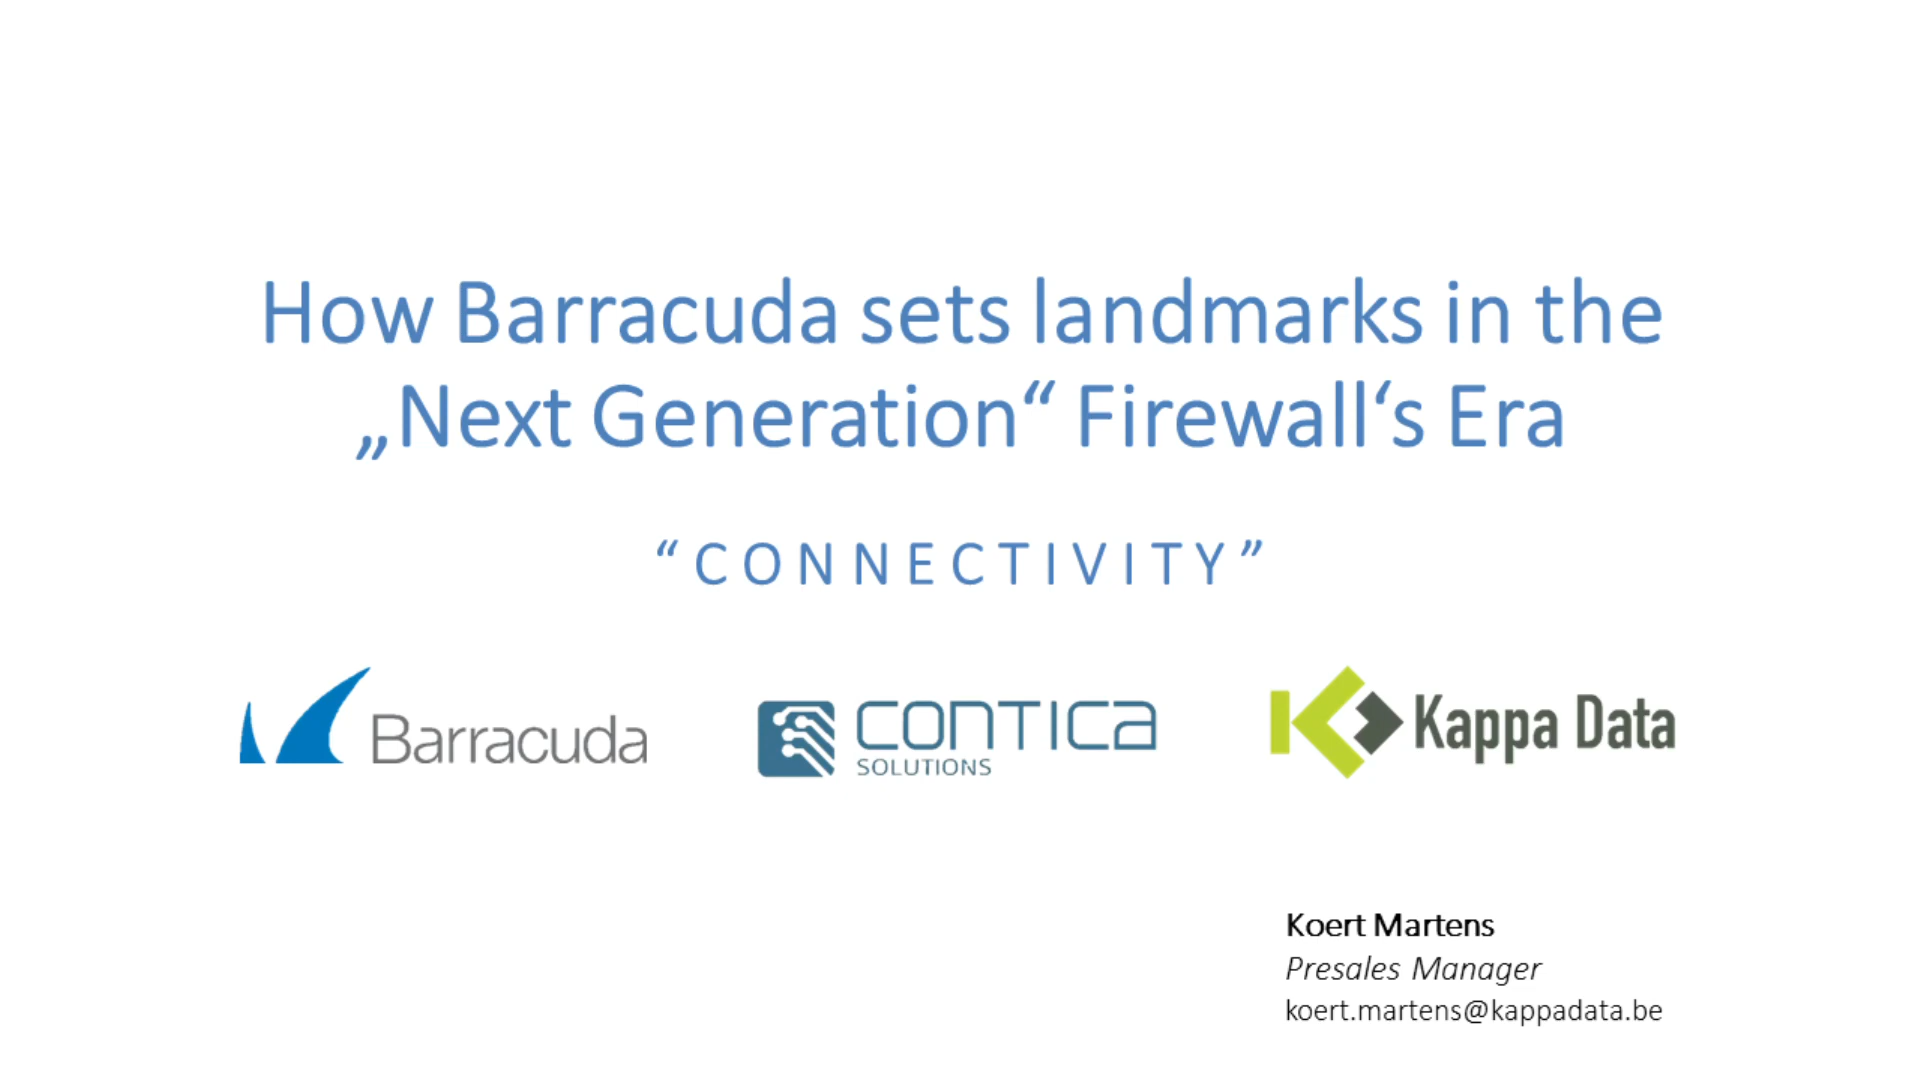 How Barracuda sets landmarks in the
„Next Generation“ Firewall‘s Era
“CONNECTIVITY”
Barracuda
CONTICA
SOLUTIONS
Kappa Data
Koert Martens
Presales Manager
koert.martens@kappadata.be